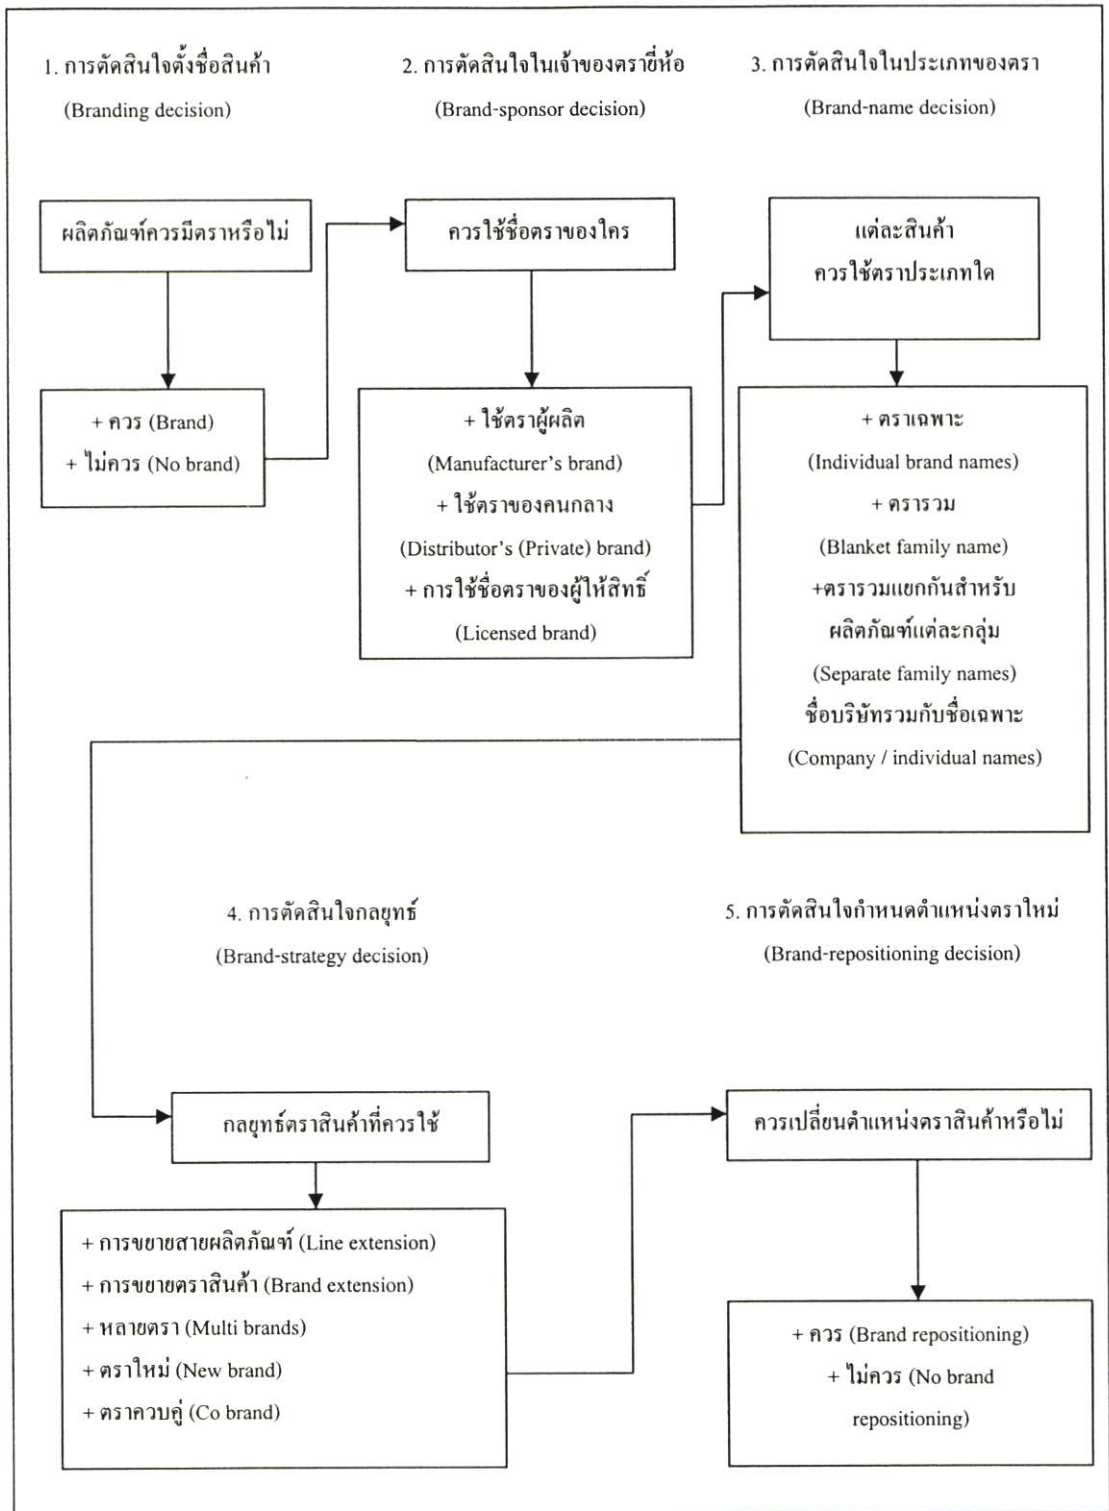 1. การตัดสินใจตั้งชื่อสินค้า
(Branding decision)
2. การตัดสินใจในเจ้าของตรายี่ห้อ
(Brand-sponsor decision)
3. การตัดสินใจในประเภทของตรา
(Brand-name decision)
ผลิตภัณฑ์ควรมีตราหรือไม่
ควรใช้ชื่อตราของใคร
แต่ละสินค้า
ควรใช้ตราประเภทใด
+ ควร (Brand)
+ ไม่ควร (No brand)
+ ใช้ตราผู้ผลิต
(Manufacturer's brand)
+ ใช้ตราของคนกลาง
(Distributor's (Private) brand)
+ การใช้ชื่อตราของผู้ให้สิทธิ์
(Licensed brand)
+ ตราเฉพาะ
(Individual brand names)
+ ตรารวม
(Blanket family name)
+ตรารวมแยกกันสำหรับ
ผลิตภัณฑ์แต่ละกลุ่ม
(Separate family names)
ชื่อบริษัทรวมกับชื่อเฉพาะ
(Company / individual names)
4. การตัดสินใจกลยุทธ์
(Brand-strategy decision)
5. การตัดสินใจกำหนดตำแหน่งตราใหม่
(Brand-repositioning decision)
กลยุทธ์ตราสินค้าที่ควรใช้
ควรเปลี่ยนตำแหน่งตราสินค้าหรือไม่
+ การขยายสายผลิตภัณฑ์ (Line extension)
+ การขยายตราสินค้า (Brand extension)
+ หลายตรา (Multi brands)
+ ตราใหม่ (New brand)
+ ตราควบคู่ (Co brand)
+ ควร (Brand repositioning)
+ ไม่ควร (No brand
repositioning)